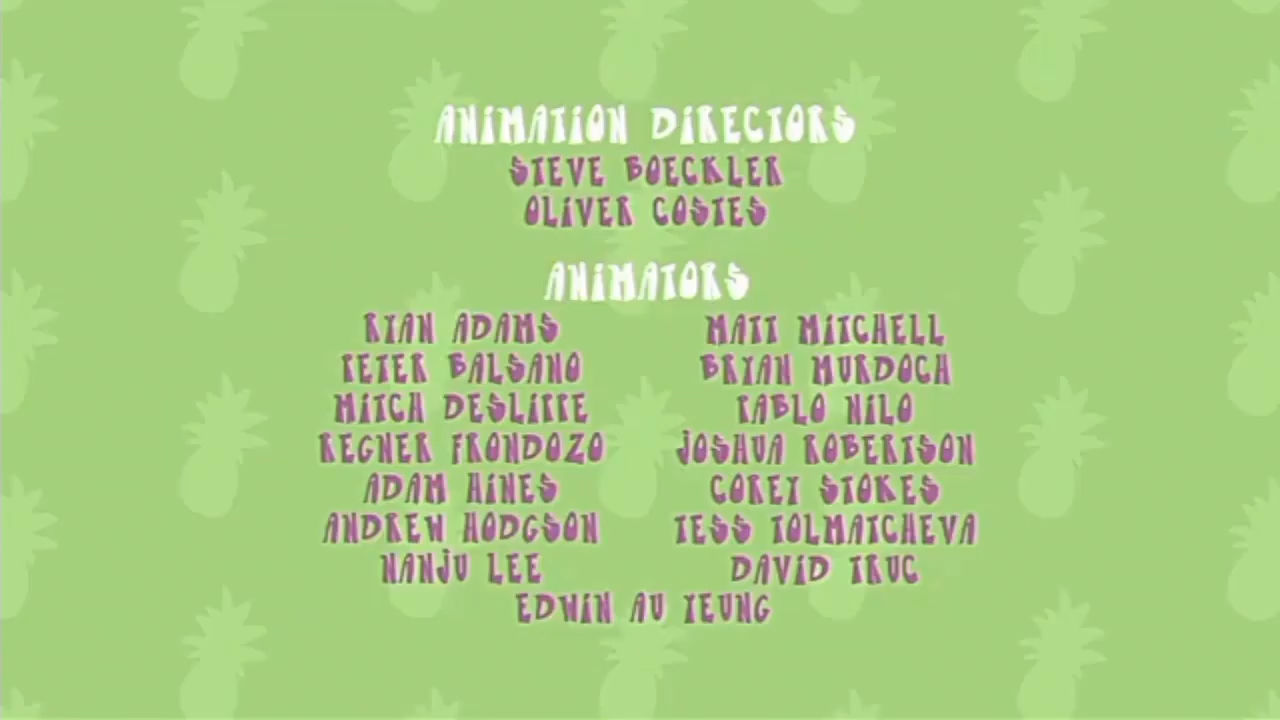 ANIMATION DIRECTORS
STEVE BOECKLER
OLIVER COSTES
ANIMATORS
RYAN ADAMS
PETER BALSANO
MITCH DESLIPPE
REGNER FRONDOZO
ADAM HINES
ANDREW HODGSON
NANJU LEE
MATT MITCHELL
BRYAN MURDOCH
PABLO NILO
JOSHUA ROBERTSON
COREY STOKES
TESS TOLMATCHEVA
DAVID TRUC
EDWIN AU YEUNG